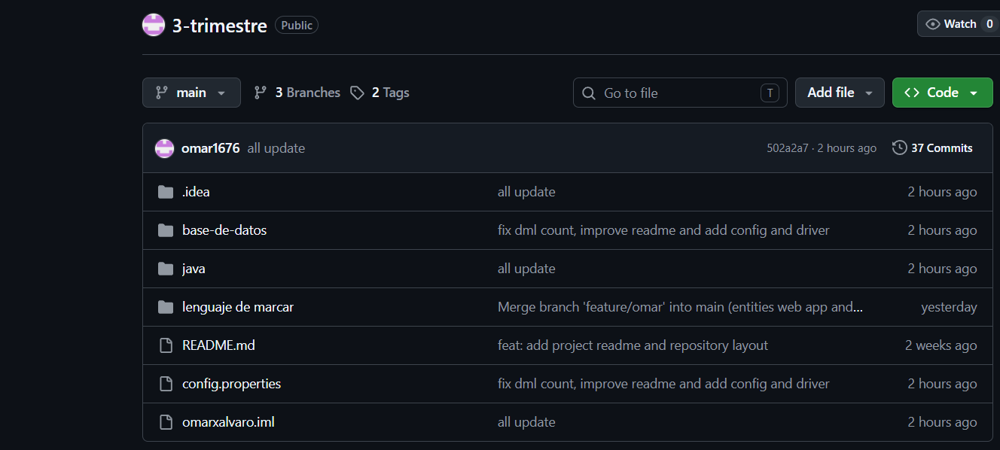 3-trimestre Public Watch 0
main 3 Branches 2 Tags Go to file T Add file Code
omar1676 all update 502a2a7 · 2 hours ago 37 Commits
.idea all update 2 hours ago
base-de-datos fix dml count, improve readme and add config and driver 2 hours ago
java all update 2 hours ago
lenguaje de marcar Merge branch 'feature/omar' into main (entities web app and... yesterday
README.md feat: add project readme and repository layout 2 weeks ago
config.properties fix dml count, improve readme and add config and driver 2 hours ago
omarxalvaro.iml all update 2 hours ago